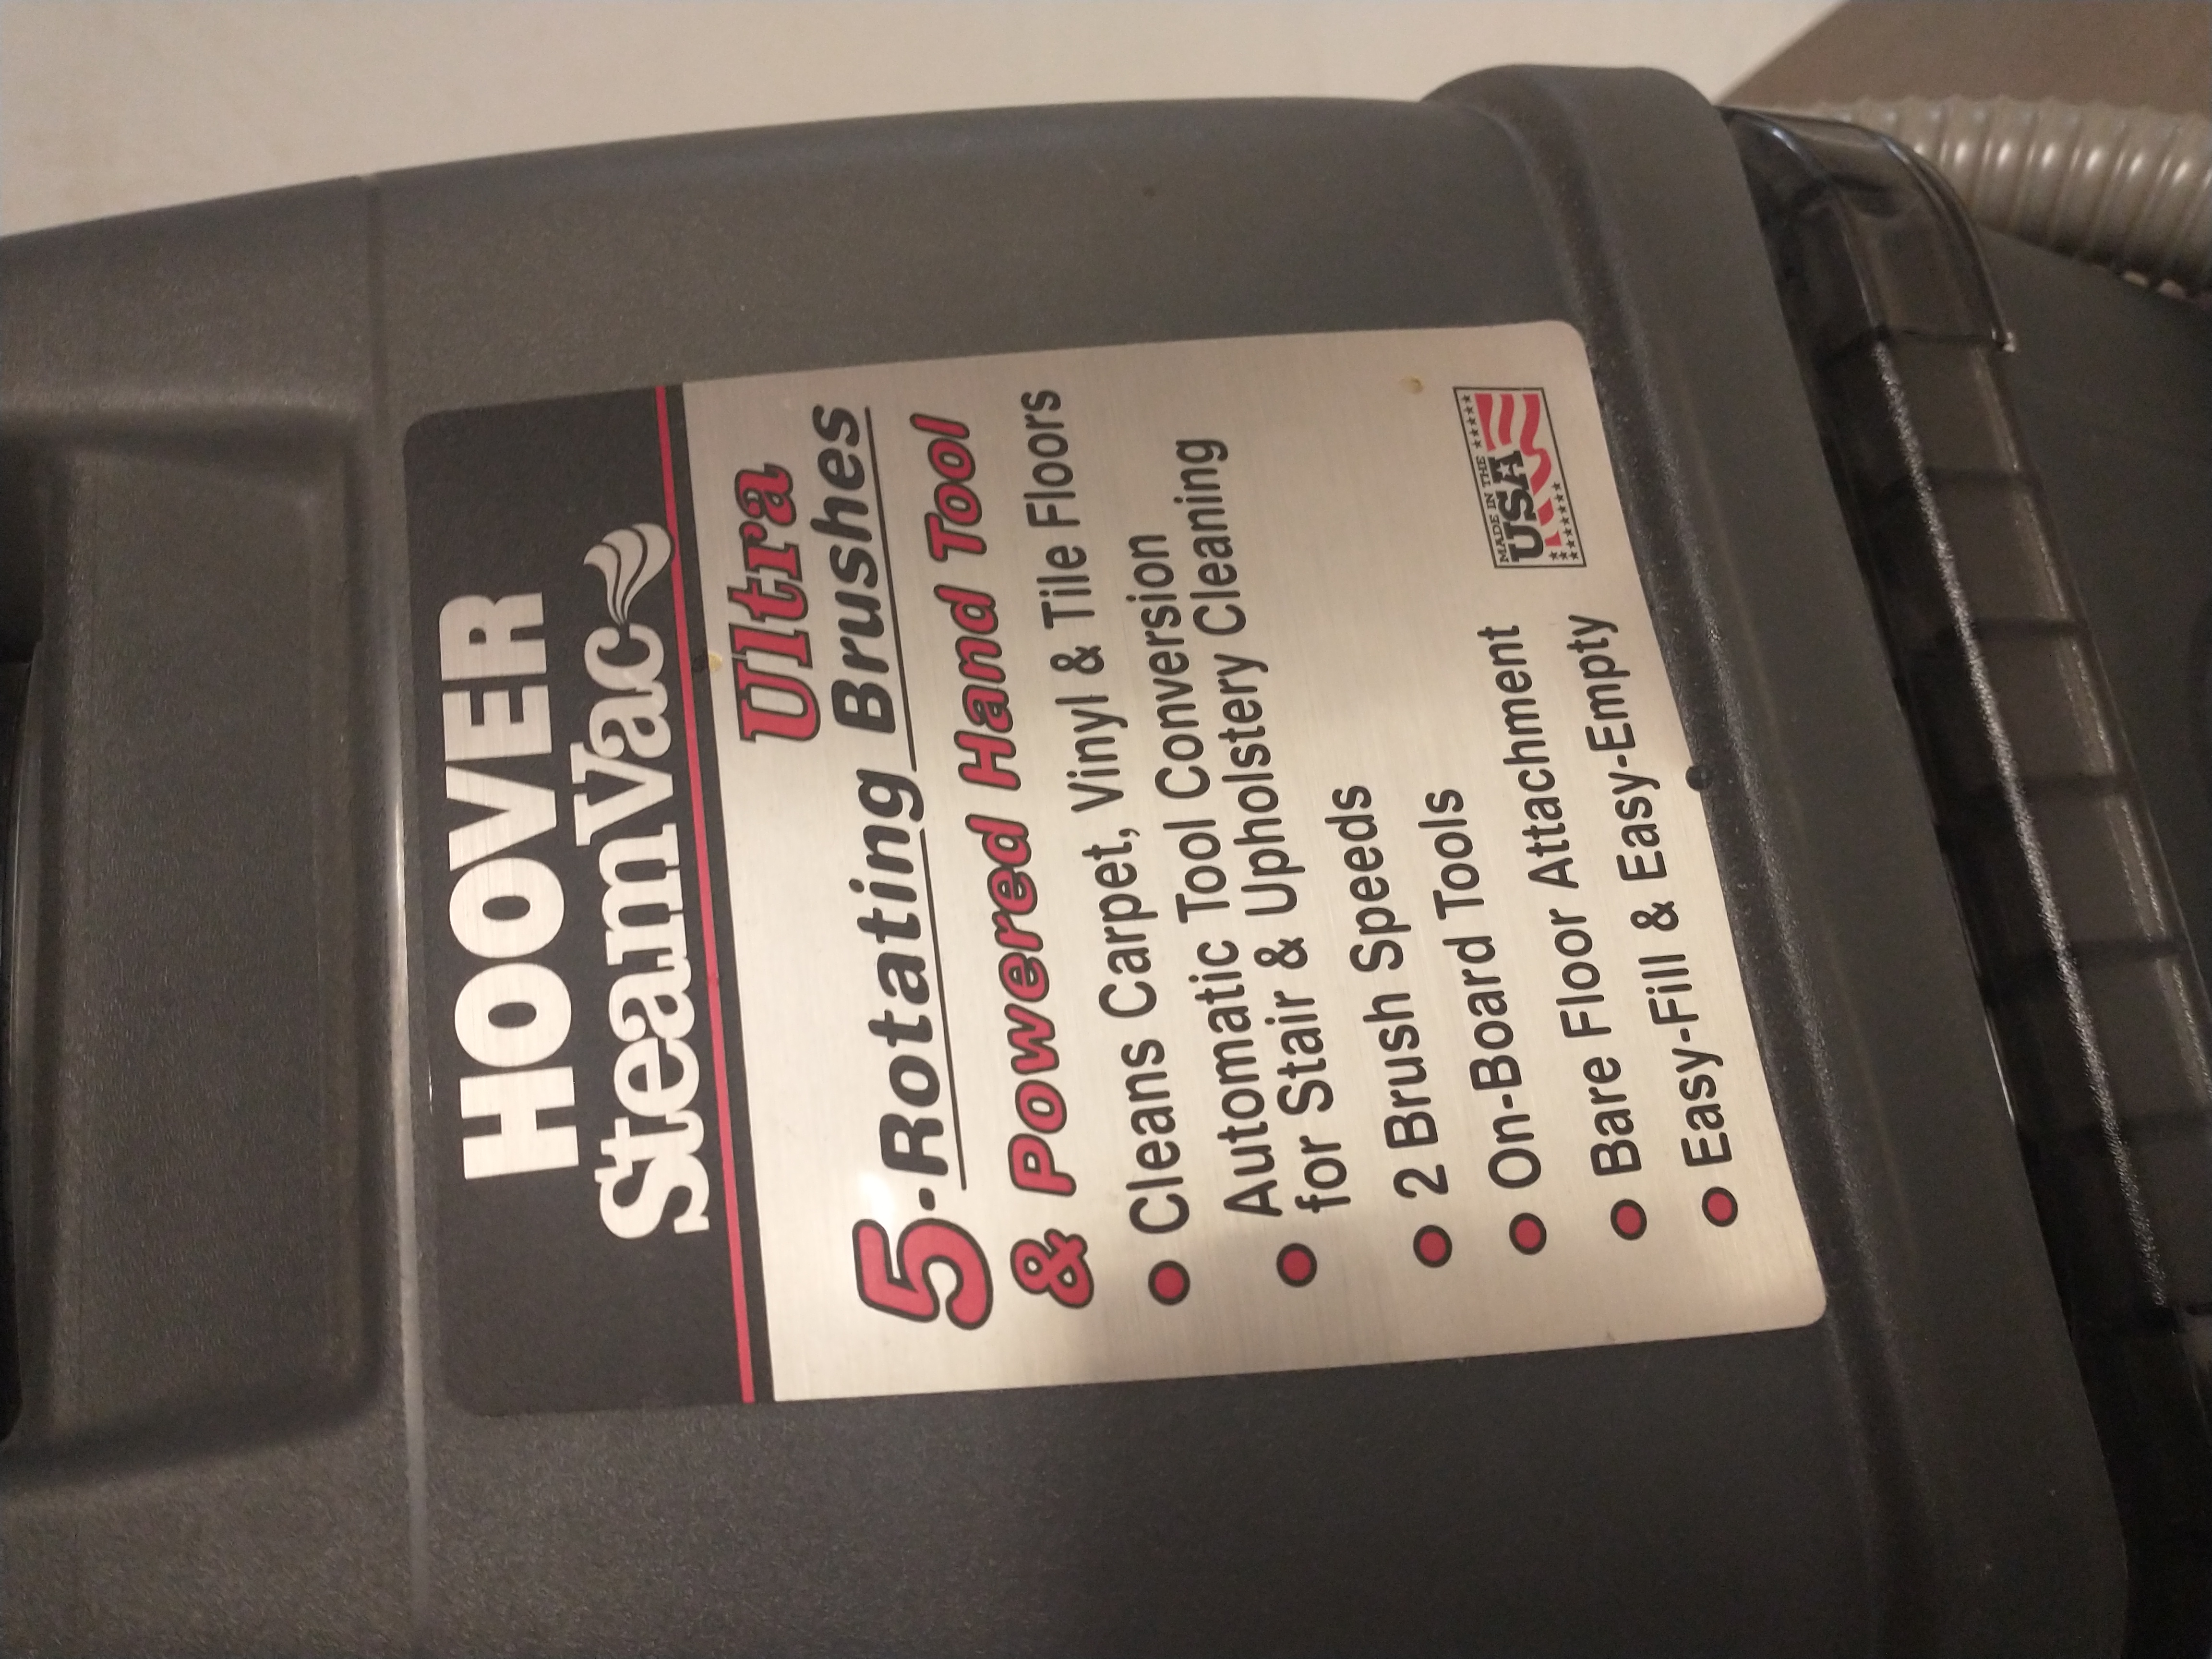 HOOVER
SteamVac
Ultra
5-Rotating Brushes
& Powered Hand Tool
• Cleans Carpet, Vinyl & Tile Floors
• Automatic Tool Conversion
for Stair & Upholstery Cleaning
• 2 Brush Speeds
• On-Board Tools
• Bare Floor Attachment
• Easy-Fill & Easy-Empty
MADE IN THE
USA